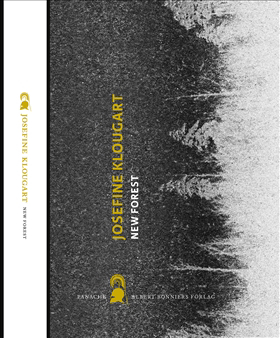 JOSEFINE KLOUGART
NEW FOREST
JOSEFINE KLOUGART
NEW FOREST
PANACHE
ALBERT BONNIERS FÖRLAG